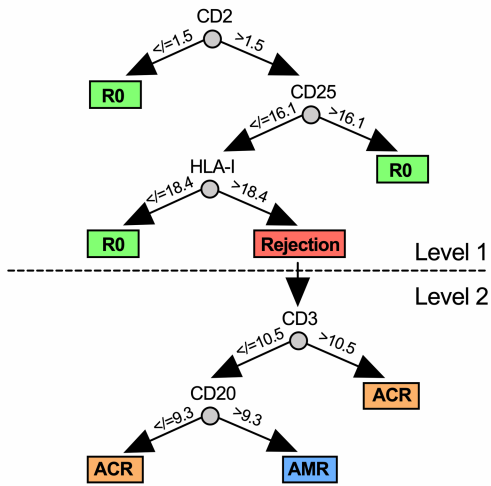 CD2
</=1.5 >1.5
R0 CD25
</=16.1 >16.1
HLA-I R0
</=18.4 >18.4
R0 Rejection
Level 1
Level 2
CD3
</=10.5 >10.5
CD20 ACR
</=9.3 >9.3
ACR AMR